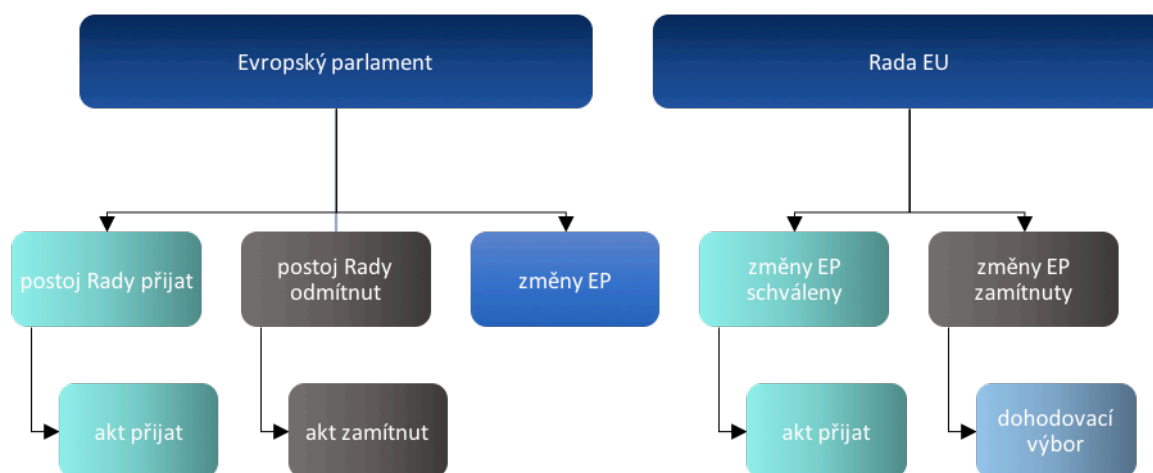 Evropský parlament
Rada EU
postoj Rady přijat
postoj Rady
odmítnut
změny EP
změny EP
schváleny
změny EP
zamítnuty
akt přijat
akt zamítnut
akt přijat
dohodovací
výbor